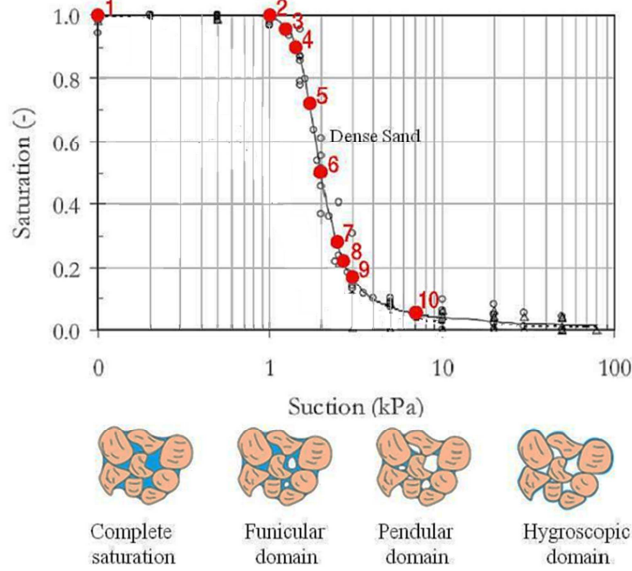 1.0
0.8
0.6
0.4
0.2
0.0
Saturation (-)
1
2
3
4
5
Dense Sand
6
7
8
9
10
0
1
10
100
Suction (kPa)
Complete
saturation
Funicular
domain
Pendular
domain
Hygroscopic
domain